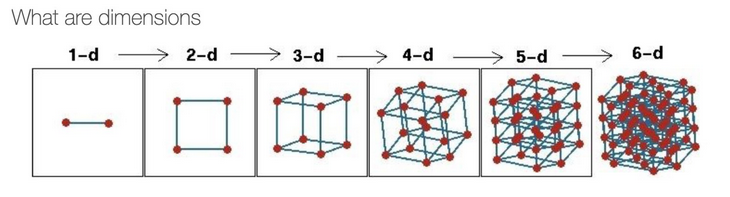 What are dimensions
1-d → 2-d → 3-d → 4-d → 5-d → 6-d